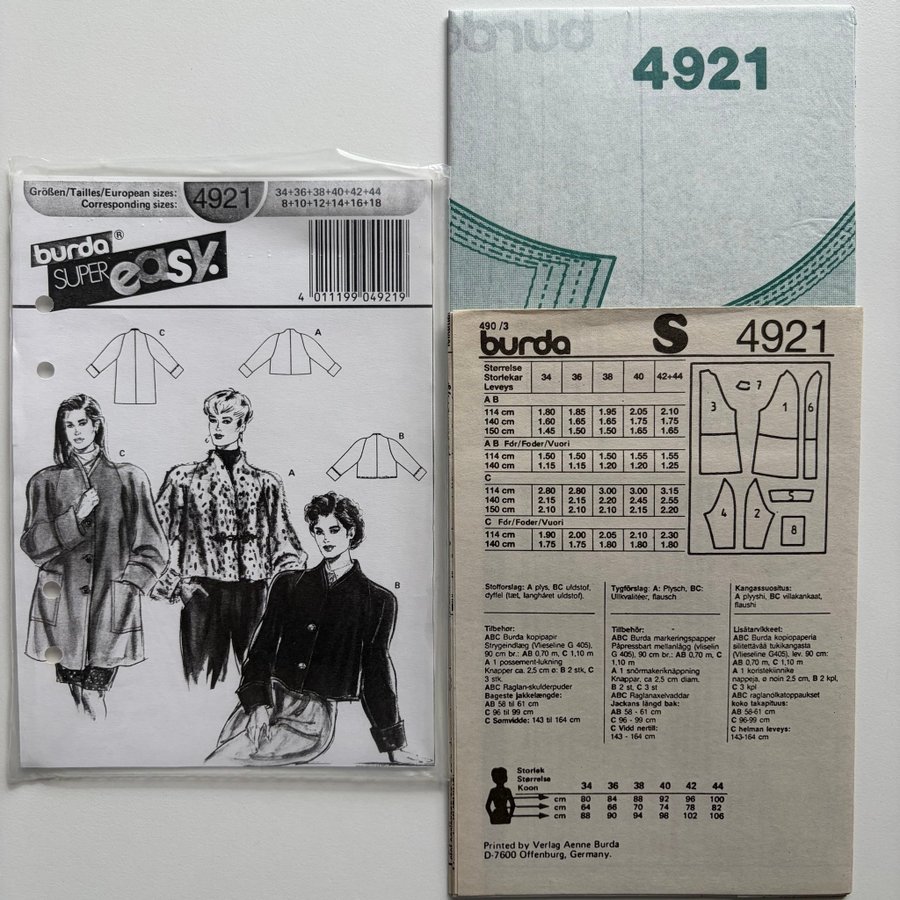 Größen/Tailles/European sizes: 4921 34+36+38+40+42+44
Corresponding sizes: 8+10+12+14+16+18
burda®
SUPER easy.
4 011199 049219
C
A
B
C
A
B
burda
4921
490 /3
burda S 4921
Størrelse
Storlekar
Leveys
34 36 38 40 42+44
A B
114 cm 1.80 1.85 1.95 2.05 2.10
140 cm 1.60 1.65 1.65 1.75 1.75
150 cm 1.45 1.50 1.50 1.65 1.65
A B Fór/Foder/Vuori
114 cm 1.50 1.50 1.50 1.55 1.55
140 cm 1.15 1.15 1.20 1.20 1.25
C
114 cm 2.80 2.80 3.00 3.00 3.15
140 cm 2.15 2.15 2.20 2.45 2.55
150 cm 2.10 2.10 2.10 2.15 2.20
C Fór/Foder/Vuori
114 cm 1.90 2.00 2.05 2.10 2.30
140 cm 1.75 1.75 1.80 1.80 1.80
3 7 1 6
4 2 5
8
Stofforslag: A plys, BC uldstof,
dyffel (tæt, langhåret uldstof).
Tilbehør:
ABC Burda kopipapir
Strygeindlæg (Vlieseline G 405),
90 cm br.: AB 0,70 m, C 1,10 m
A 1 possement-lukning
Knapper ca 2,5 cm ø: B 2 stk, C
3 stk.
ABC Raglan-skulderpuder
Bageste jakkelængde:
AB 58 til 61 cm
C 96 til 99 cm
C Sømvidde: 143 til 164 cm
Tygförslag: A: Plysch, BC:
Ullkvalitéer, flausch
Tillbehör:
ABC Burda markeringspapper
Påpressbart mellanlägg (vliselin
G 405), 90 cm br.: AB 0,70 m, C
1,10 m
A 1 snörmakeriknäppning
Knappar, ca 2,5 cm diam.
B 2 st, C 3 st
ABC Raglanaxelvaddar
Jackans längd bak:
AB 58 - 61 cm
C 96 - 99 cm
C Vidd nertill:
143 - 164 cm
Kangassuositus:
A plyyshi, BC villakankaat,
flaushi
Lisätarvikkeet:
ABC Burda kopiopaperia
silitettävää tukikangasta
(Vlieseline G405), lev. 90 cm:
AB 0,70 m, C 1,10 m
A 1 koristekiinnike
nappeja, ø noin 2,5 cm, B 2 kpl,
C 3 kpl
ABC raglanolkatoppaukset
koko takapituus:
AB 58-61 cm
C 96-99 cm
C helman leveys:
143-164 cm
Storlek
Størrelse
Koon 34 36 38 40 42 44
cm 80 84 88 92 96 100
cm 64 66 70 74 78 82
cm 88 90 94 98 102 106
Printed by Verlag Aenne Burda
D-7600 Offenburg, Germany.